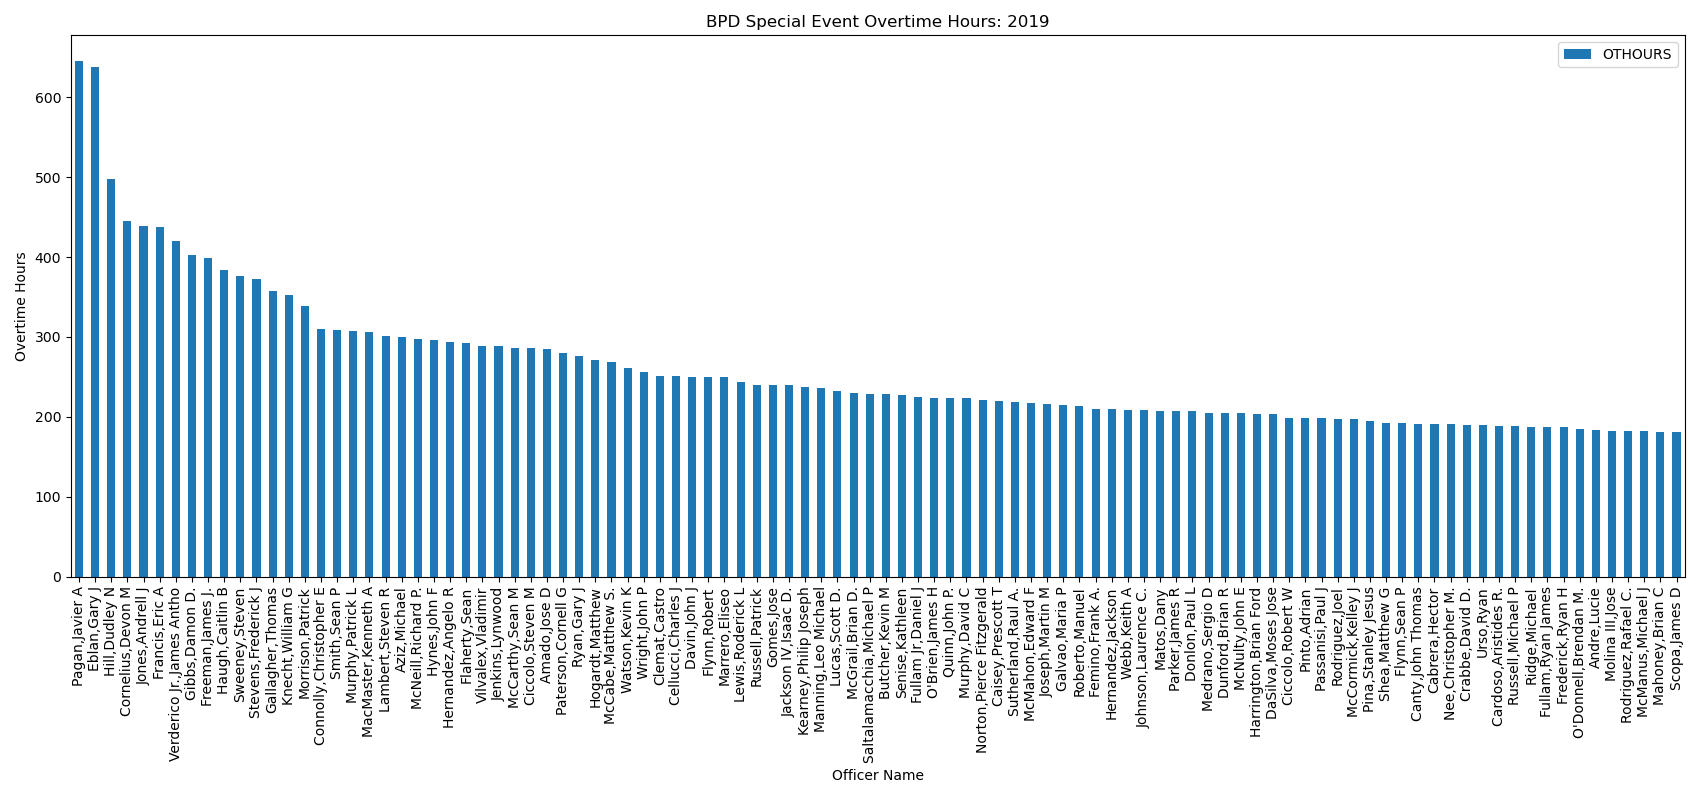 BPD Special Event Overtime Hours: 2019
OTHOURS
Overtime Hours
600
500
400
300
200
100
0
Pagan,Javier A
Eblan,Gary J
Hill,Dudley N
Cornelius,Devon M
Jones,Andrell J
Francis,Eric A
Verderico Jr.,James Antho
Gibbs,Damon D.
Freeman,James J.
Haugh,Caitlin B
Sweeney,Steven
Stevens,Frederick J
Gallagher,Thomas
Knecht,William G
Morrison,Patrick
Connolly,Christopher E
Smith,Sean P
Murphy,Patrick L
MacMaster,Kenneth A
Lambert,Steven R
Aziz,Michael
McNeill,Richard P.
Hynes,John F
Hernandez,Angelo R
Flaherty,Sean
Vilvalex,Vladimir
Jenkins,Lynwood
McCarthy,Sean M
Ciccolo,Steven M
Amado,Jose D
Paterson,Cornell G
Ryan,Gary J
Hogardt,Matthew
McCabe,Matthew S.
Watson,Kevin K
Wright,John P
Clemat,Castro
Cellucci,Charles J
Davin,John J
Flynn,Robert
Marrero,Eliseo
Lewis,Roderick L
Russell,Patrick
Gomes,Jose
Jackson IV,Isaac D.
Kearney,Philip Joseph
Manning,Leo Michael
Lucas,Scott D.
McGrail,Brian D.
Saltalamacchia,Michael P
Butcher,Kevin M
Senise,Kathleen
Fullam Jr,Daniel J
O'Brien,James H
Quinn,John P.
Murphy,David C
Norton,Pierce Fitzgerald
Caisey,Prescott T
Sutherland,Raul A.
McMahon,Edward F
Joseph,Martin M
Galvao,Maria P
Roberto,Manuel
Femino,Frank A.
Hernandez,Jackson
Webb,Keith A
Johnson,Laurence C.
Matos,Dany
Parker,James R
Donlon,Paul L
Medrano,Sergio D
Dunford,Brian R
McNulty,John E
Harrington,Brian Ford
DaSilva,Moses Jose
Ciccolo,Robert W
Pinto,Adrian
Passanisi,Paul J
Rodriguez,Joel
McCormick,Kelley J
Pina,Stanley Jesus
Shea,Matthew G
Flynn,Sean P
Canty,John Thomas
Cabrera,Hector
Nee,Christopher M.
Crabbe,David D.
Urso,Ryan
Cardoso,Aristides R.
Russell,Michael P
Ridge,Michael
Fullam,Ryan James
Frederick,Ryan H
O'Donnell,Brendan M.
Andre,Lucie
Molina III,Jose
Rodriguez,Rafael C.
McManus,Michael J
Mahoney,Brian C
Scopa,James D
Officer Name